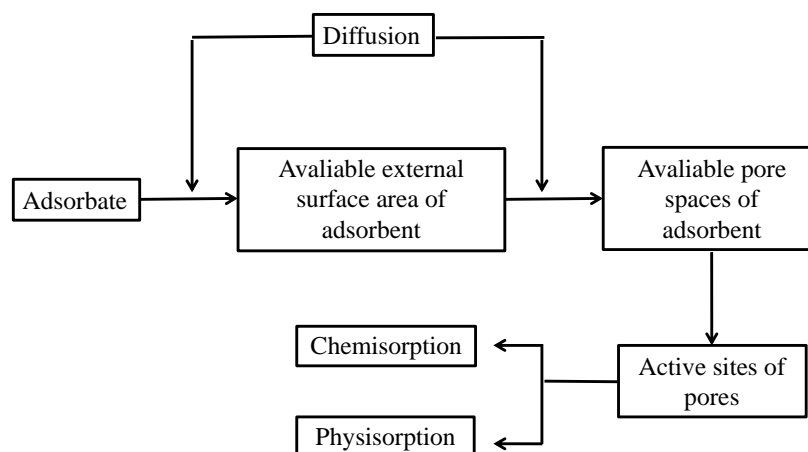 Diffusion
Adsorbate
Avaliable external
surface area of
adsorbent
Avaliable pore
spaces of
adsorbent
Chemisorption
Active sites of
pores
Physisorption